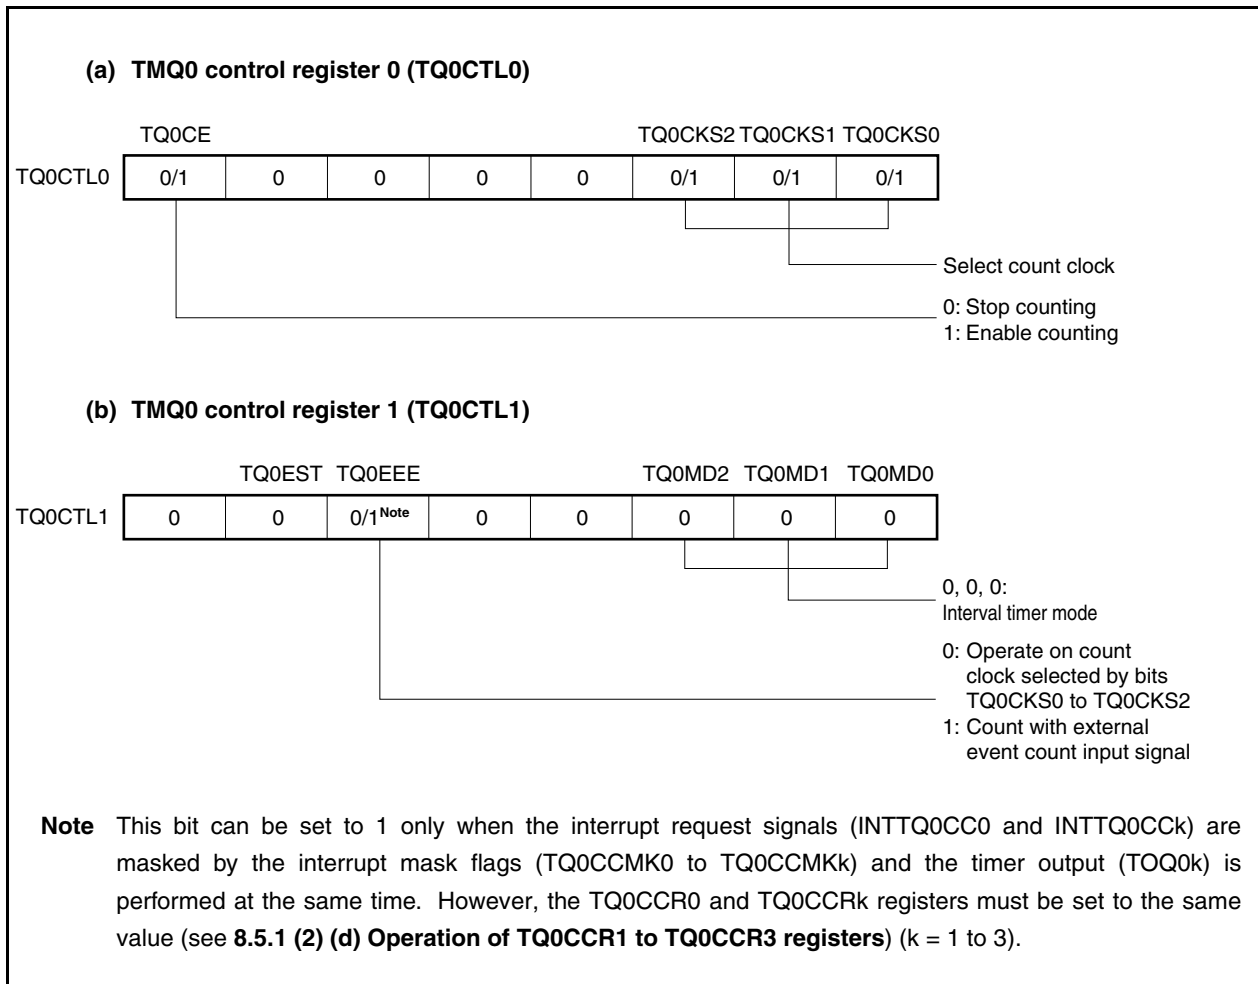 (a) TMQ0 control register 0 (TQ0CTL0)
TQ0CE TQ0CKS2 TQ0CKS1 TQ0CKS0
TQ0CTL0 0/1 0 0 0 0 0/1 0/1 0/1
Select count clock
0: Stop counting
1: Enable counting
(b) TMQ0 control register 1 (TQ0CTL1)
TQ0EST TQ0EEE TQ0MD2 TQ0MD1 TQ0MD0
TQ0CTL1 0 0 0/1Note 0 0 0 0 0
0, 0, 0:
Interval timer mode
0: Operate on count
clock selected by bits
TQ0CKS0 to TQ0CKS2
1: Count with external
event count input signal
Note This bit can be set to 1 only when the interrupt request signals (INTTQ0CC0 and INTTQ0CCk) are
masked by the interrupt mask flags (TQ0CCMK0 to TQ0CCMKk) and the timer output (TOQ0k) is
performed at the same time. However, the TQ0CCR0 and TQ0CCRk registers must be set to the same
value (see 8.5.1 (2) (d) Operation of TQ0CCR1 to TQ0CCR3 registers) (k = 1 to 3).